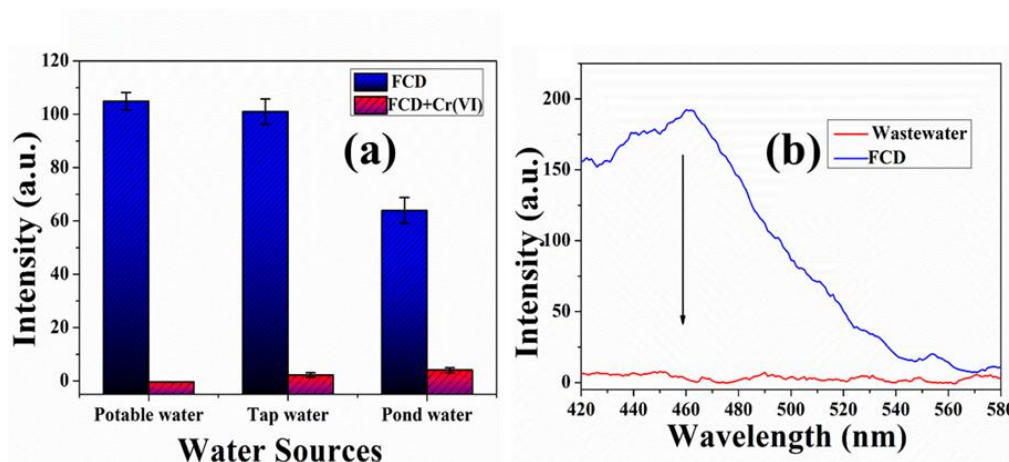 120
100
80
60
40
20
0
Intensity (a.u.)
FCD
FCD+Cr(VI)
(a)
Potable water
Tap water
Pond water
Water Sources
200
150
100
50
0
Intensity (a.u.)
Wastewater
FCD
(b)
420 440 460 480 500 520 540 560 580
Wavelength (nm)